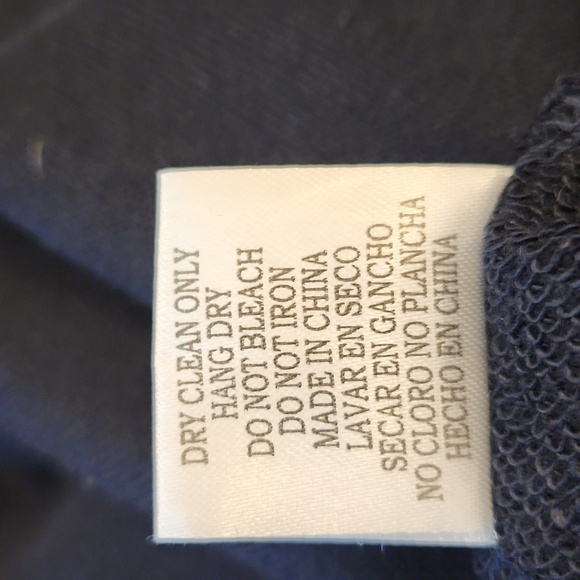 DRY CLEAN ONLY
HANG DRY
DO NOT BLEACH
DO NOT IRON
MADE IN CHINA
LAVAR EN SECO
SECAR EN GANCHO
NO CLORO NO PLANCHA
HECHO EN CHINA